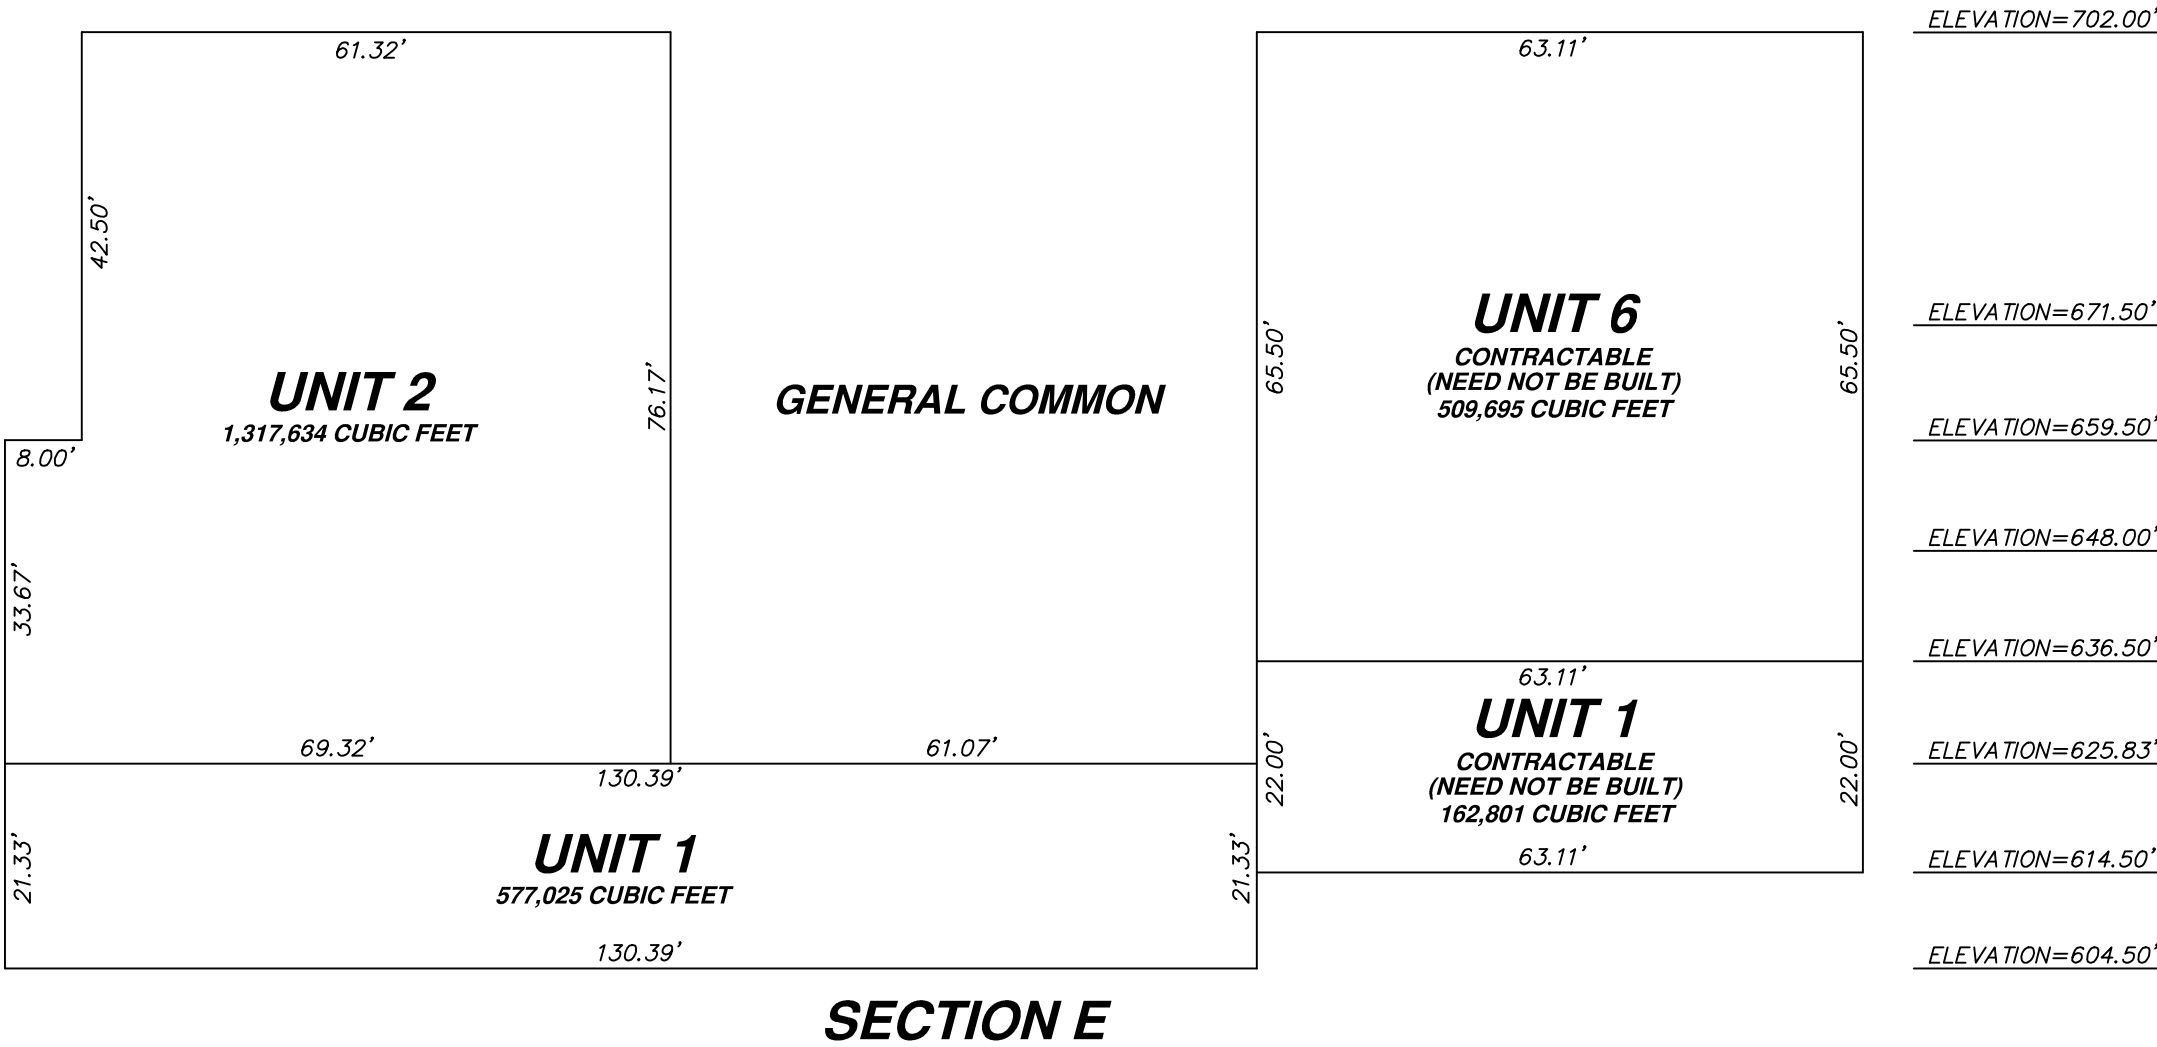 ELEVATION=702.00’
61.32’
63.11’
42.50’
ELEVATION=671.50’
UNIT 6
CONTRACTABLE
(NEED NOT BE BUILT)
509,695 CUBIC FEET
65.50’
65.50’
UNIT 2
1,317,634 CUBIC FEET
76.17’
GENERAL COMMON
ELEVATION=659.50’
8.00’
ELEVATION=648.00’
33.67’
ELEVATION=636.50’
63.11’
UNIT 1
CONTRACTABLE
(NEED NOT BE BUILT)
162,801 CUBIC FEET
22.00’
22.00’
63.11’
69.32’
61.07’
ELEVATION=625.83’
130.39’
UNIT 1
577,025 CUBIC FEET
21.33’
21.33’
ELEVATION=614.50’
130.39’
ELEVATION=604.50’
SECTION E